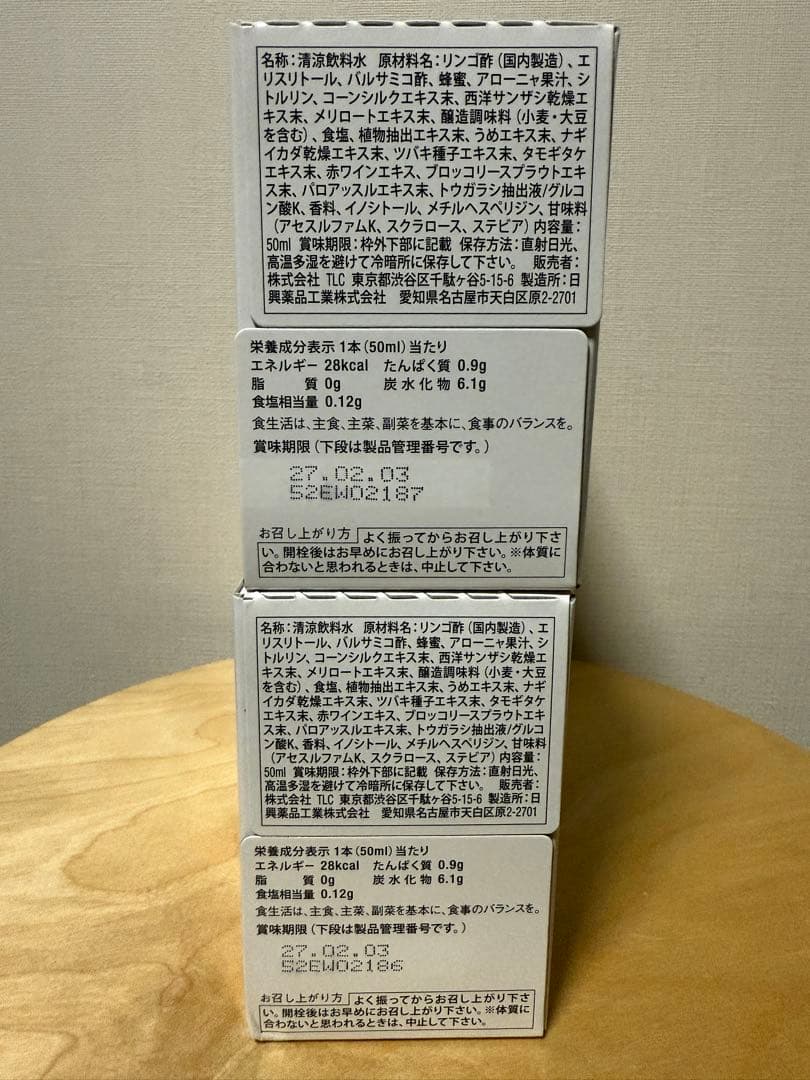 名称：清涼飲料水　原材料名：リンゴ酢（国内製造）、エ
リスリトール、バルサミコ酢、蜂蜜、アローニャ果汁、シ
トルリン、コーンシルクエキス末、西洋サンザシ乾燥エ
キス末、メリロートエキス末、醸造調味料（小麦・大豆
を含む）、食塩、植物抽出エキス末、うめエキス末、ナギ
イカダ乾燥エキス末、ツバキ種子エキス末、タモギタケ
エキス末、赤ワインエキス、ブロッコリースプラウトエキ
ス末、バロアッスルエキス末、トウガラシ抽出液/グルコ
ン酸K、香料、イノシトール、メチルヘスペリジン、甘味料
（アセスルファムK、スクラロース、ステビア）内容量：
50ml 賞味期限：枠外下部に記載 保存方法：直射日光、
高温多湿を避けて冷暗所に保存して下さい。　販売者：
株式会社 TLC 東京都渋谷区千駄ヶ谷5-15-6 製造所：日
興薬品工業株式会社　愛知県名古屋市天白区原2-2701
栄養成分表示 1本（50ml）当たり
エネルギー 28kcal　たんぱく質 0.9g
脂　　質 0g　炭水化物 6.1g
食塩相当量 0.12g
食生活は、主食、主菜、副菜を基本に、食事のバランスを。
賞味期限（下段は製品管理番号です。）
27.02.03
52EW02187
お召し上がり方 よく振ってからお召し上がり下さ
い。開栓後はお早めにお召し上がり下さい。※体質に
合わないと思われるときは、中止して下さい。
名称：清涼飲料水　原材料名：リンゴ酢（国内製造）、エ
リスリトール、バルサミコ酢、蜂蜜、アローニャ果汁、シ
トルリン、コーンシルクエキス末、西洋サンザシ乾燥エ
キス末、メリロートエキス末、醸造調味料（小麦・大豆
を含む）、食塩、植物抽出エキス末、うめエキス末、ナギ
イカダ乾燥エキス末、ツバキ種子エキス末、タモギタケ
エキス末、赤ワインエキス、ブロッコリースプラウトエキ
ス末、バロアッスルエキス末、トウガラシ抽出液/グルコ
ン酸K、香料、イノシトール、メチルヘスペリジン、甘味料
（アセスルファムK、スクラロース、ステビア）内容量：
50ml 賞味期限：枠外下部に記載 保存方法：直射日光、
高温多湿を避けて冷暗所に保存して下さい。　販売者：
株式会社 TLC 東京都渋谷区千駄ヶ谷5-15-6 製造所：日
興薬品工業株式会社　愛知県名古屋市天白区原2-2701
栄養成分表示 1本（50ml）当たり
エネルギー 28kcal　たんぱく質 0.9g
脂　　質 0g　炭水化物 6.1g
食塩相当量 0.12g
食生活は、主食、主菜、副菜を基本に、食事のバランスを。
賞味期限（下段は製品管理番号です。）
27.02.03
52EW02186
お召し上がり方 よく振ってからお召し上がり下さ
い。開栓後はお早めにお召し上がり下さい。※体質に
合わないと思われるときは、中止して下さい。